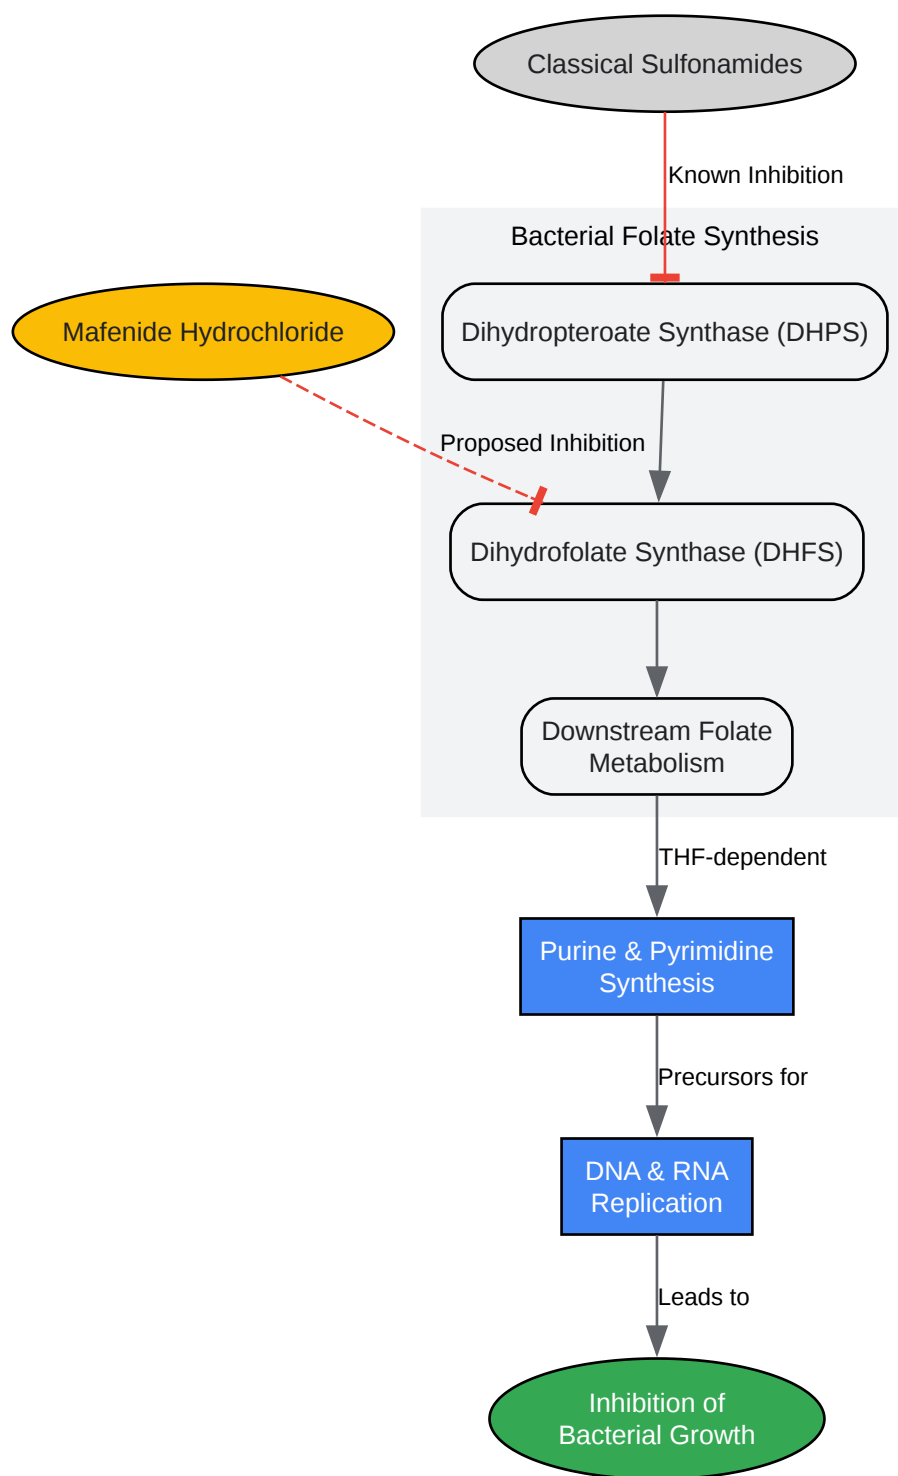 Classical Sulfonamides
Known Inhibition
Bacterial Folate Synthesis
Mafenide Hydrochloride
Dihydropteroate Synthase (DHPS)
Proposed Inhibition
Dihydrofolate Synthase (DHFS)
Downstream Folate
Metabolism
THF-dependent
Purine & Pyrimidine
Synthesis
Precursors for
DNA & RNA
Replication
Leads to
Inhibition of
Bacterial Growth